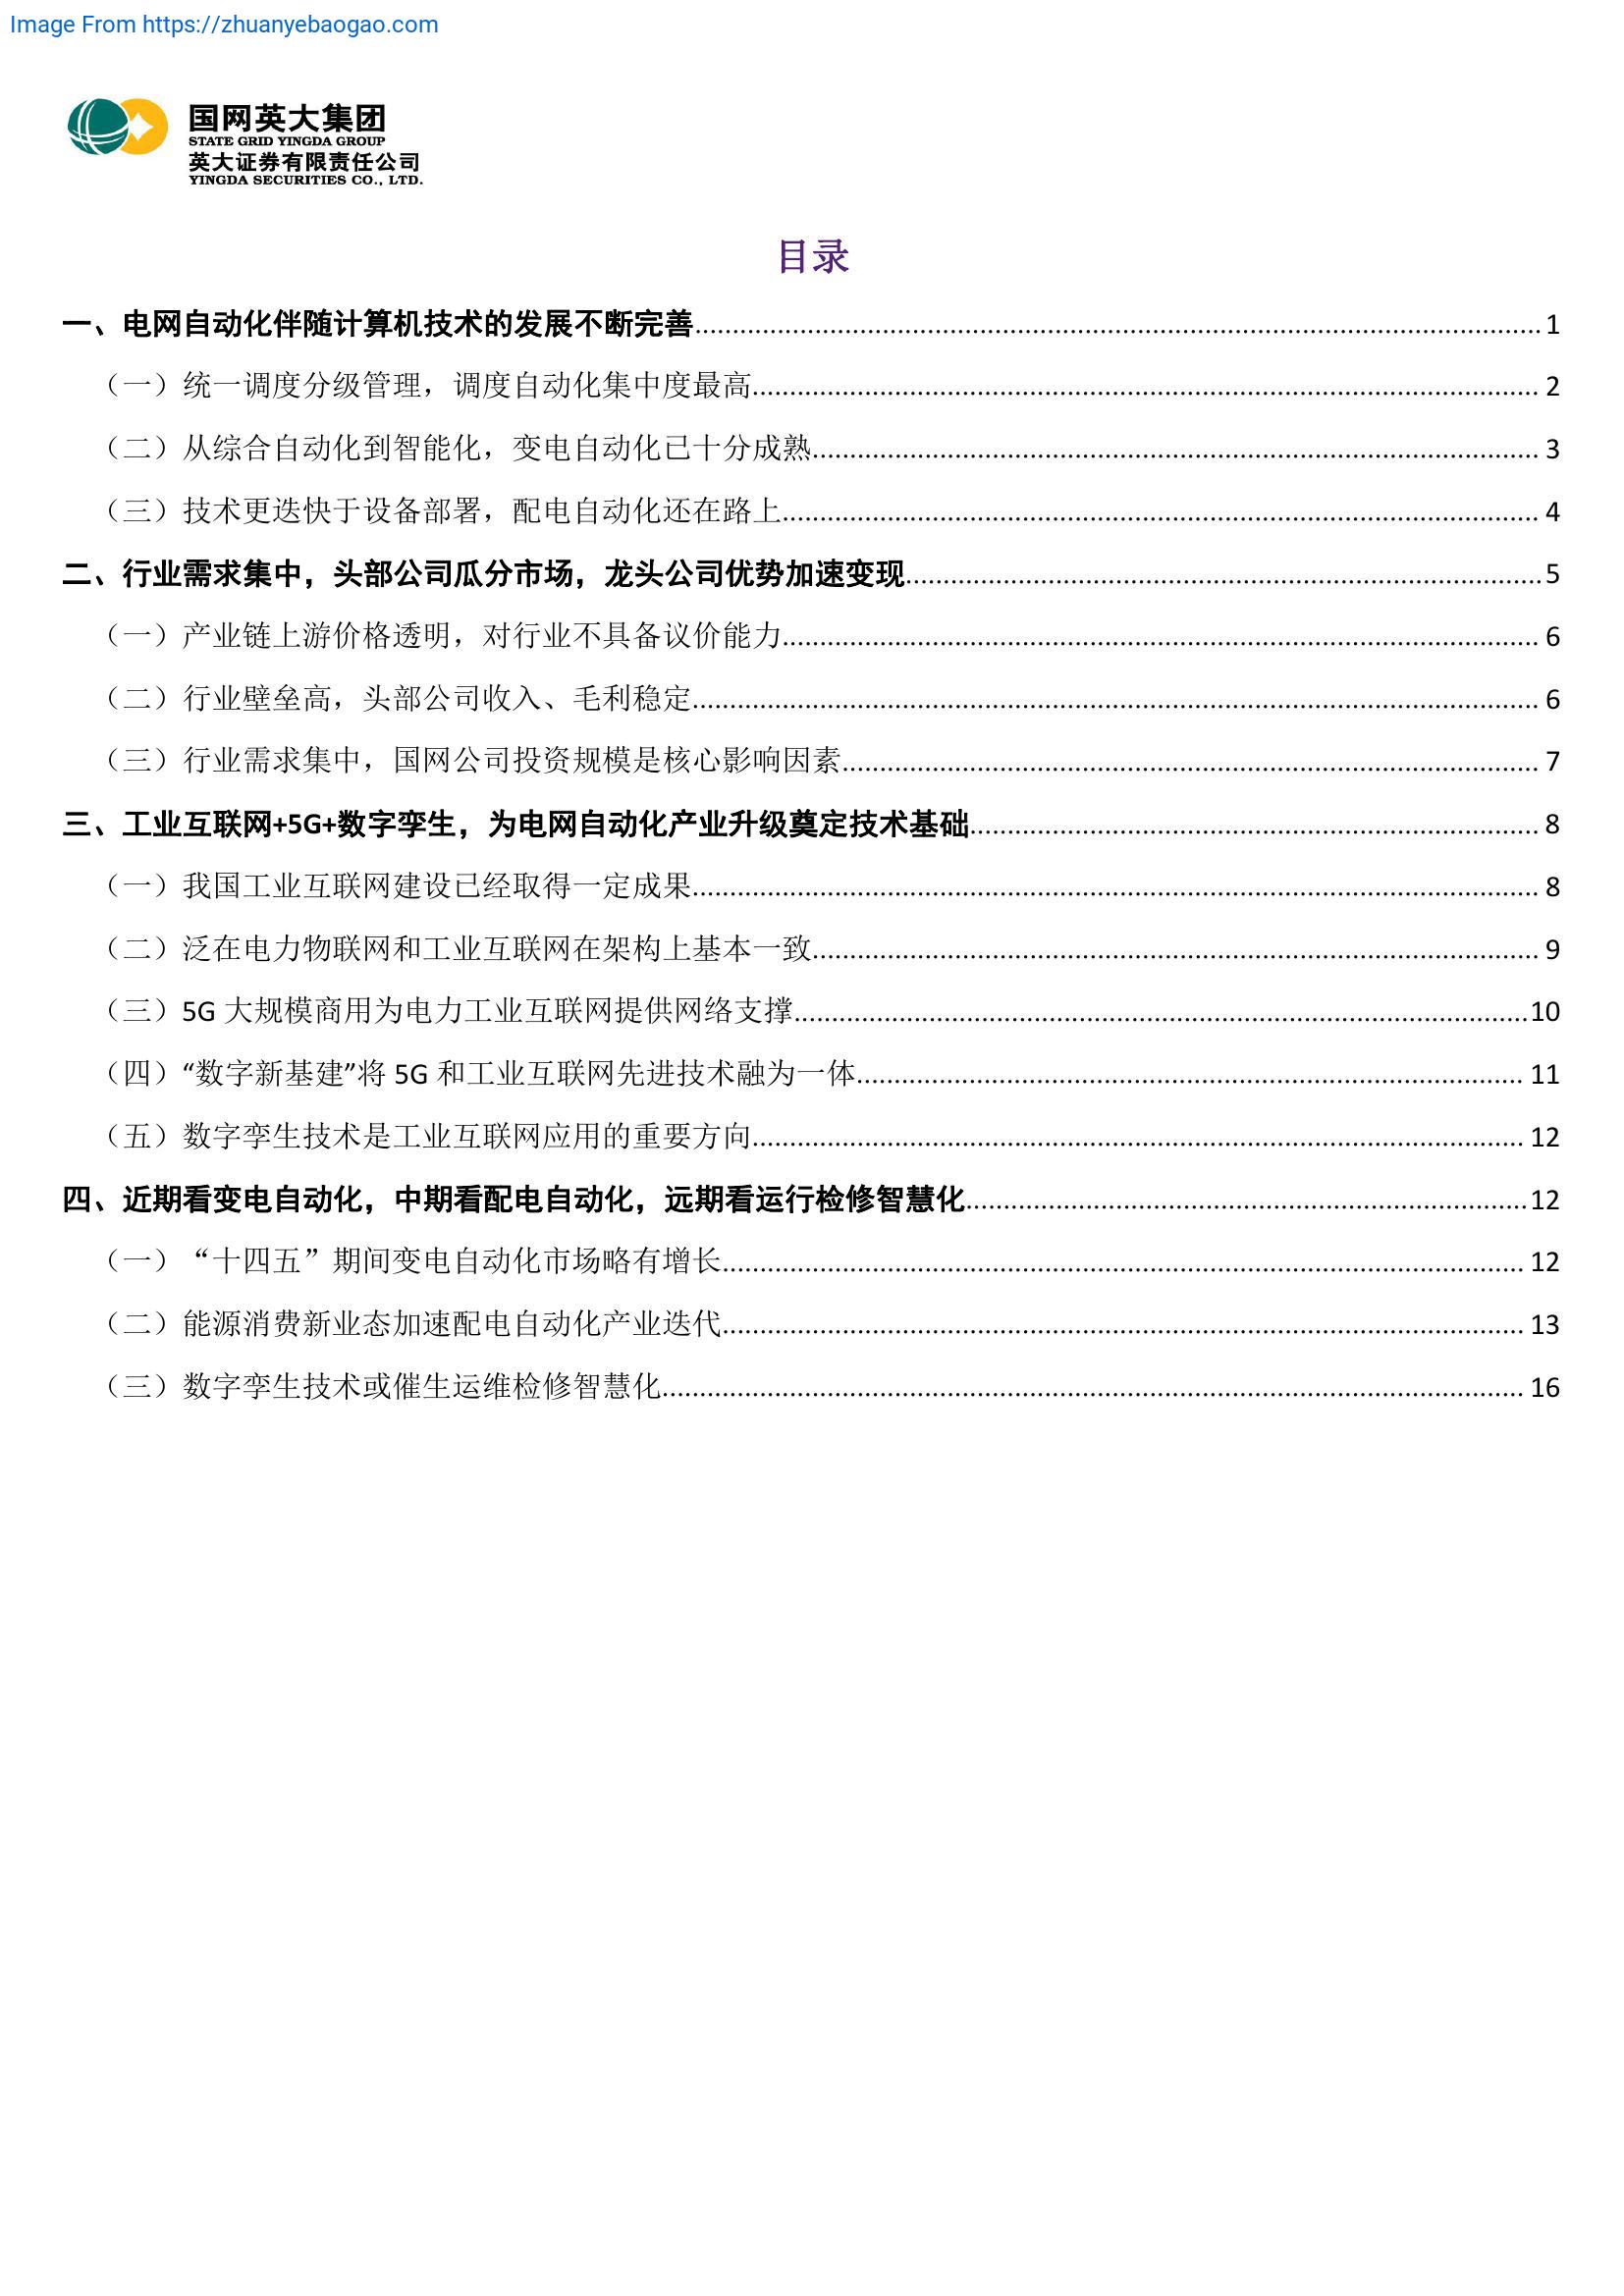 Image From https://zhuanyebaogao.com
国网英大集团
STATE GRID YINGDA GROUP
英大证券有限责任公司
YINGDA SECURITIES CO., LTD.
目录
一、电网自动化伴随计算机技术的发展不断完善 1
（一）统一调度分级管理，调度自动化集中度最高 2
（二）从综合自动化到智能化，变电自动化已十分成熟 3
（三）技术更迭快于设备部署，配电自动化还在路上 4
二、行业需求集中，头部公司瓜分市场，龙头公司优势加速变现 5
（一）产业链上游价格透明，对行业不具备议价能力 6
（二）行业壁垒高，头部公司收入、毛利稳定 6
（三）行业需求集中，国网公司投资规模是核心影响因素 7
三、工业互联网+5G+数字孪生，为电网自动化产业升级奠定技术基础 8
（一）我国工业互联网建设已经取得一定成果 8
（二）泛在电力物联网和工业互联网在架构上基本一致 9
（三）5G 大规模商用为电力工业互联网提供网络支撑 10
（四）“数字新基建”将 5G 和工业互联网先进技术融为一体 11
（五）数字孪生技术是工业互联网应用的重要方向 12
四、近期看变电自动化，中期看配电自动化，远期看运行检修智慧化 12
（一）“十四五”期间变电自动化市场略有增长 12
（二）能源消费新业态加速配电自动化产业迭代 13
（三）数字孪生技术或催生运维检修智慧化 16